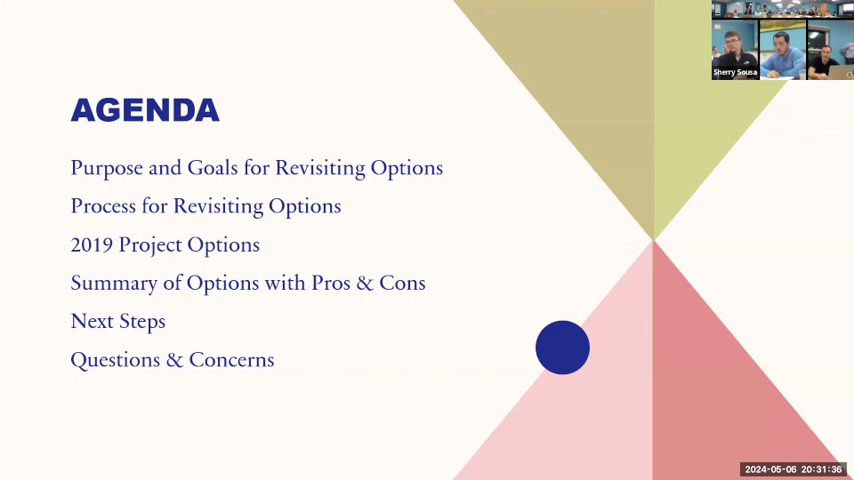 Sherry Sousa
AGENDA
Purpose and Goals for Revisiting Options
Process for Revisiting Options
2019 Project Options
Summary of Options with Pros & Cons
Next Steps
Questions & Concerns
2024-05-06 20:31:36